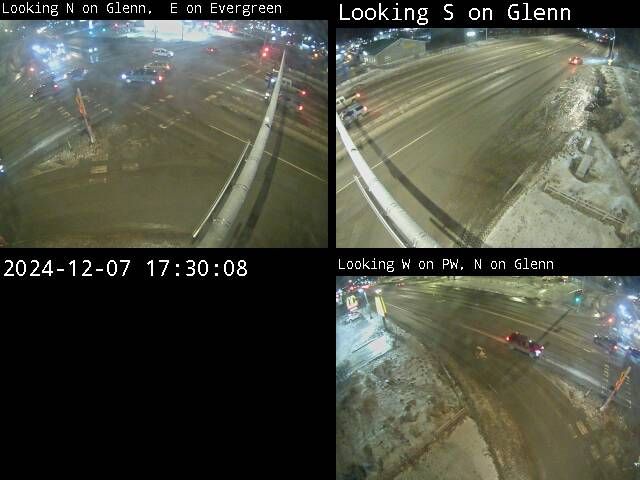 Looking N on Glenn, E on Evergreen
Looking S on Glenn
2024-12-07 17:30:08
Looking W on PW, N on Glenn